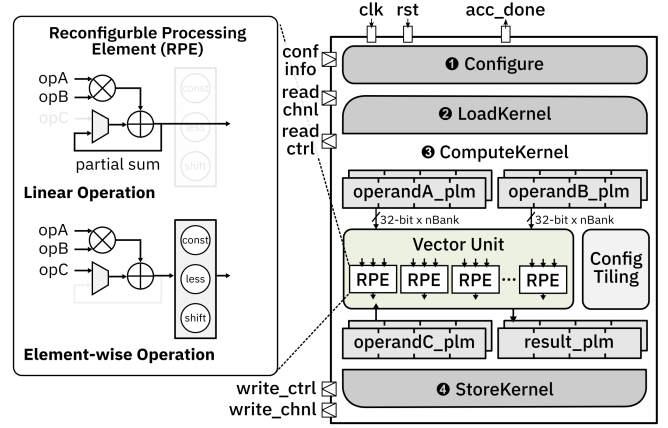 clk rst acc_done
Reconfigurble Processing
Element (RPE)
opA
opB
opC
const
less
shift
partial sum
Linear Operation
opA
opB
opC
const
less
shift
Element-wise Operation
conf
info
read
chnl
read
ctrl
❶ Configure
❷ LoadKernel
❸ ComputeKernel
operandA_plm operandB_plm
32-bit x nBank 32-bit x nBank
Vector Unit
RPE RPE RPE ··· RPE
Config
Tiling
operandC_plm result_plm
write_ctrl
write_chnl
❹ StoreKernel